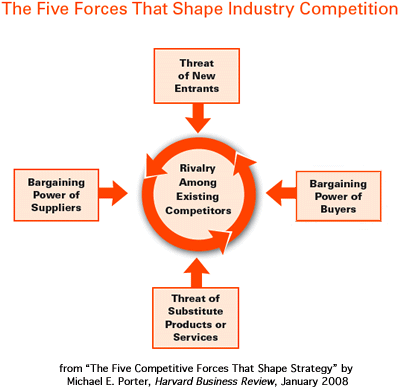 The Five Forces That Shape Industry Competition
Threat
of New
Entrants
Bargaining
Power of
Suppliers
Rivalry
Among
Existing
Competitors
Bargaining
Power of
Buyers
Threat of
Substitute
Products or
Services
from “The Five Competitive Forces That Shape Strategy” by
Michael E. Porter, Harvard Business Review, January 2008